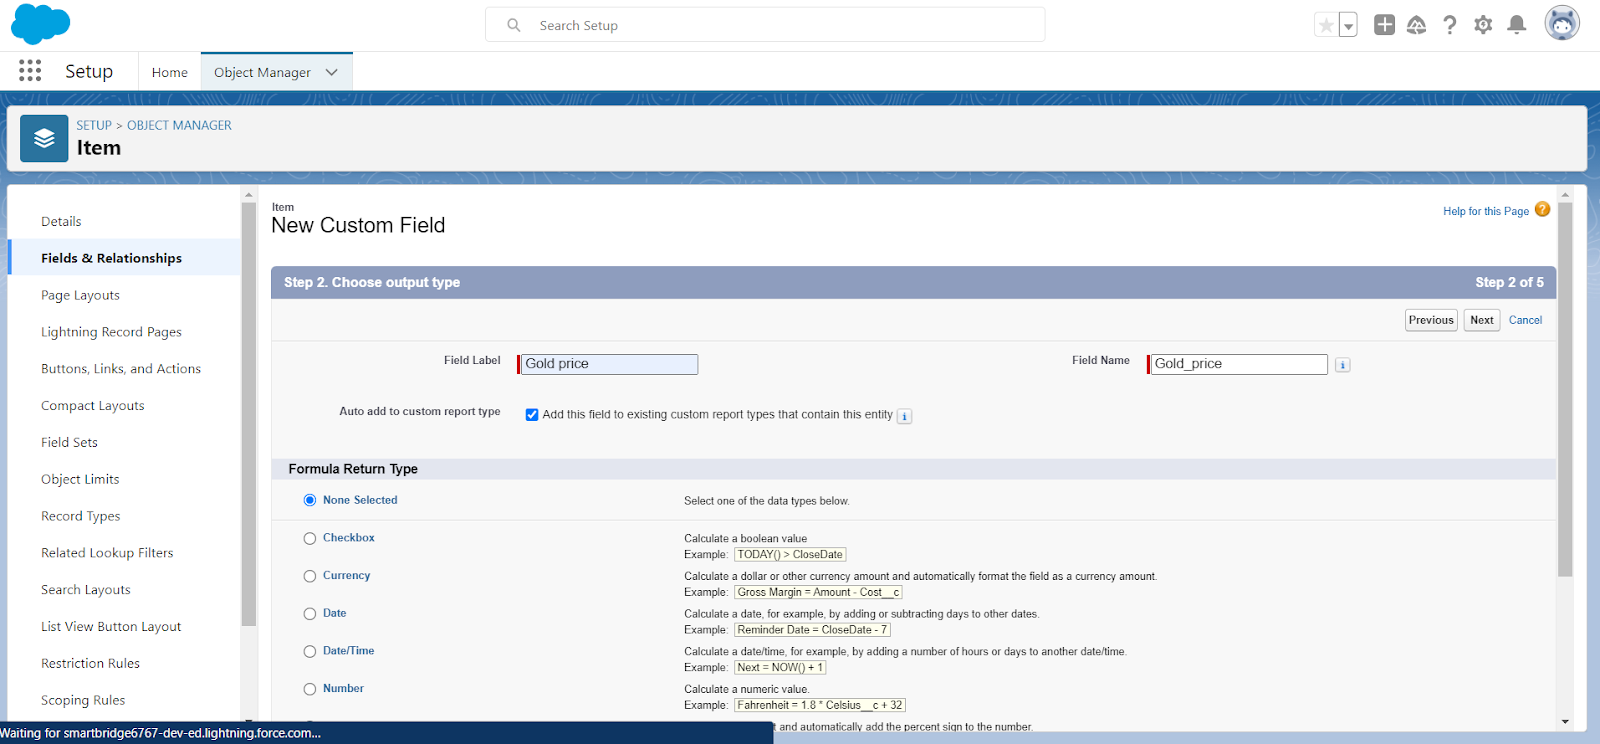 Search Setup
Setup
Home
Object Manager
SETUP > OBJECT MANAGER
Item
Details
Fields & Relationships
Page Layouts
Lightning Record Pages
Buttons, Links, and Actions
Compact Layouts
Field Sets
Object Limits
Record Types
Related Lookup Filters
Search Layouts
List View Button Layout
Restriction Rules
Scoping Rules
Item
New Custom Field
Help for this Page ?
Step 2. Choose output type
Step 2 of 5
Previous Next Cancel
Field Label Gold price
Field Name Gold_price i
Auto add to custom report type Add this field to existing custom report types that contain this entity i
Formula Return Type
None Selected Select one of the data types below.
Checkbox Calculate a boolean value
Example: TODAY() > CloseDate
Currency Calculate a dollar or other currency amount and automatically format the field as a currency amount.
Example: Gross Margin = Amount - Cost__c
Date Calculate a date, for example, by adding or subtracting days to other dates.
Example: Reminder Date = CloseDate - 7
Date/Time Calculate a date/time, for example, by adding a number of hours or days to another date/time.
Example: Next = NOW() + 1
Number Calculate a numeric value.
Example: Fahrenheit = 1.8 * Celsius__c + 32
t and automatically add the percent sign to the number.
Waiting for smartbridge6767-dev-ed.lightning.force.com...